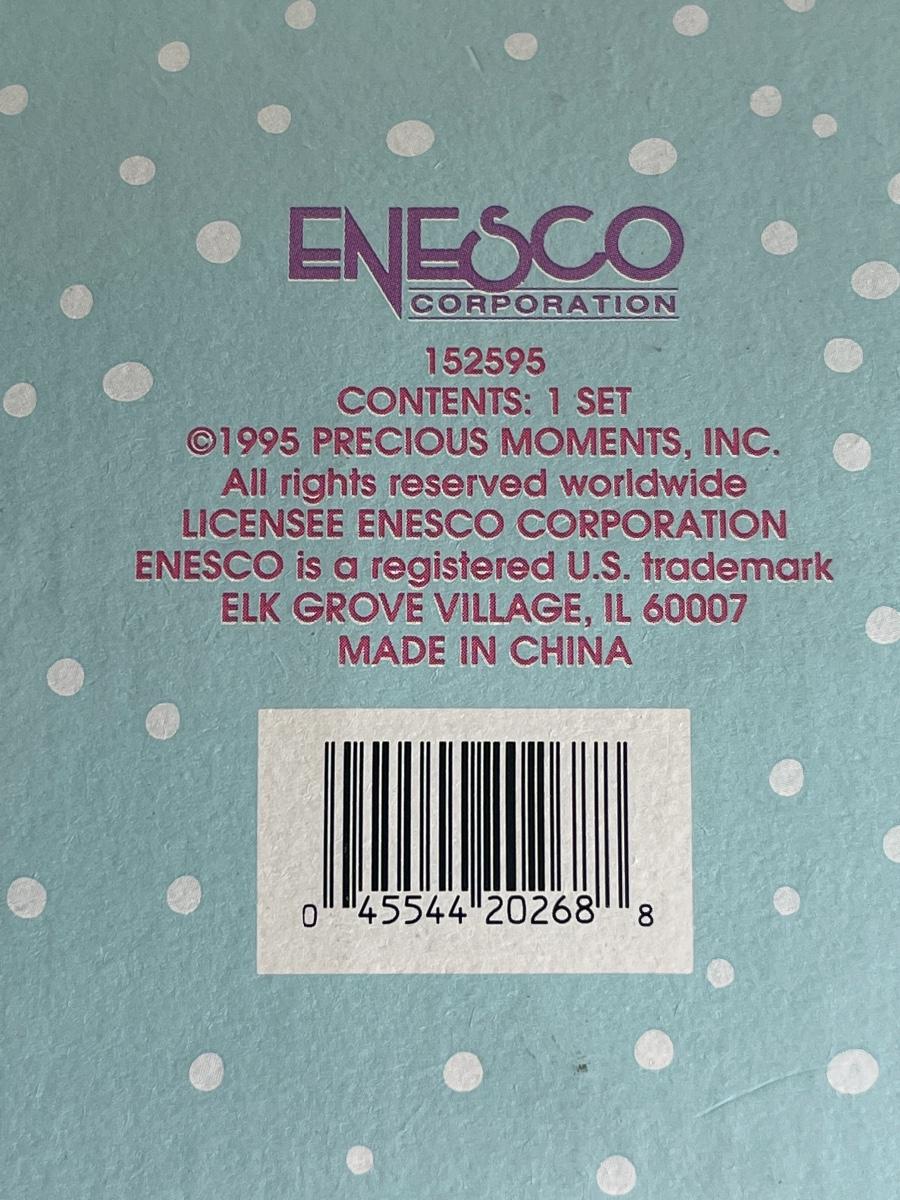 ENESCO
CORPORATION
152595
CONTENTS: 1 SET
©1995 PRECIOUS MOMENTS, INC.
All rights reserved worldwide
LICENSEE ENESCO CORPORATION
ENESCO is a registered U.S. trademark
ELK GROVE VILLAGE, IL 60007
MADE IN CHINA
0 45544 20268 8